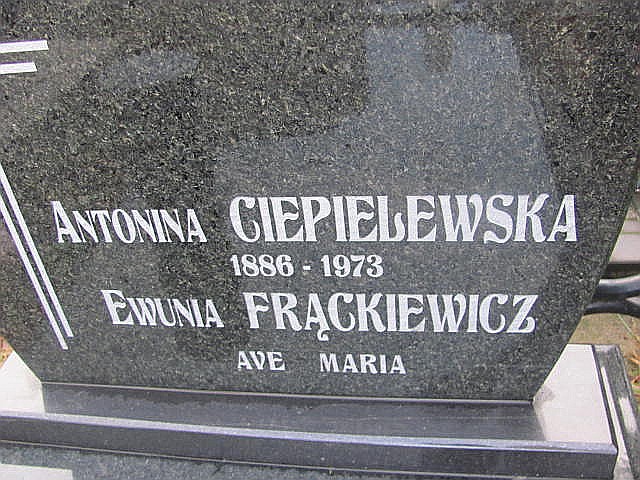 ANTONINA CIEPIELEWSKA
1886 - 1973
EWUNIA FRĄCKIEWICZ
AVE MARIA